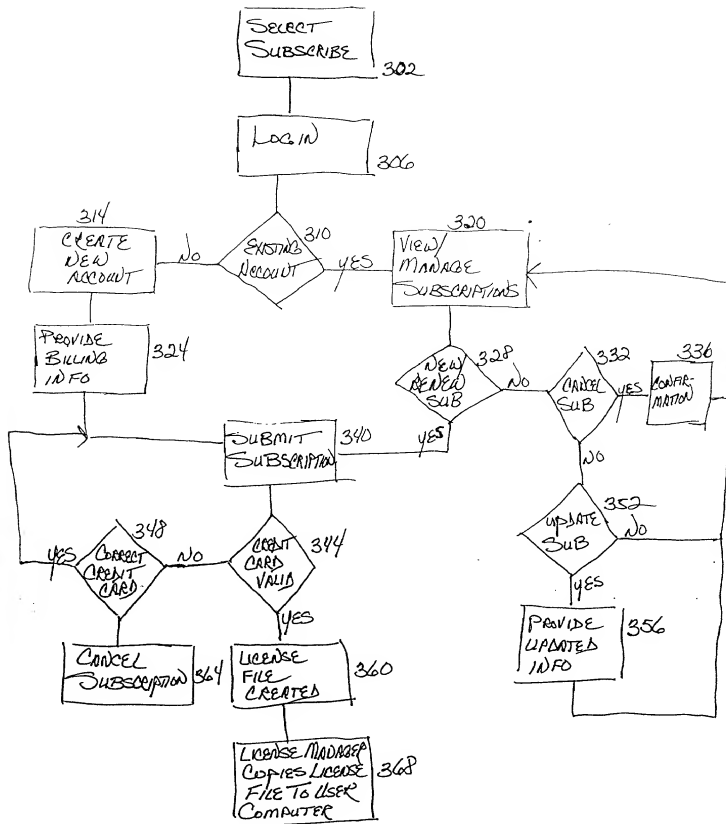 SELECT
SUBSCRIBE
302
LOGIN
306
314
CREATE
NEW
ACCOUNT
NO
EXISTING
ACCOUNT
310
YES
320
VIEW/
MANAGE
SUBSCRIPTIONS
PROVIDE
BILLING
INFO
324
NEW/
RENEW
SUB
328
NO
332
CANCEL
SUB
YES
336
CONFIR-
MATION
SUBMIT
SUBSCRIPTION
340
YES
NO
348
YES
CORRECT
CREDIT
CARD
NO
CREDIT
CARD
VALID
344
352
UPDATE
SUB
NO
YES
YES
CANCEL
SUBSCRIPTION
364
LICENSE
FILE
CREATED
360
PROVIDE
UPDATED
INFO
356
LICENSE MANAGER
COPIES LICENSE
FILE TO USER
COMPUTER
368